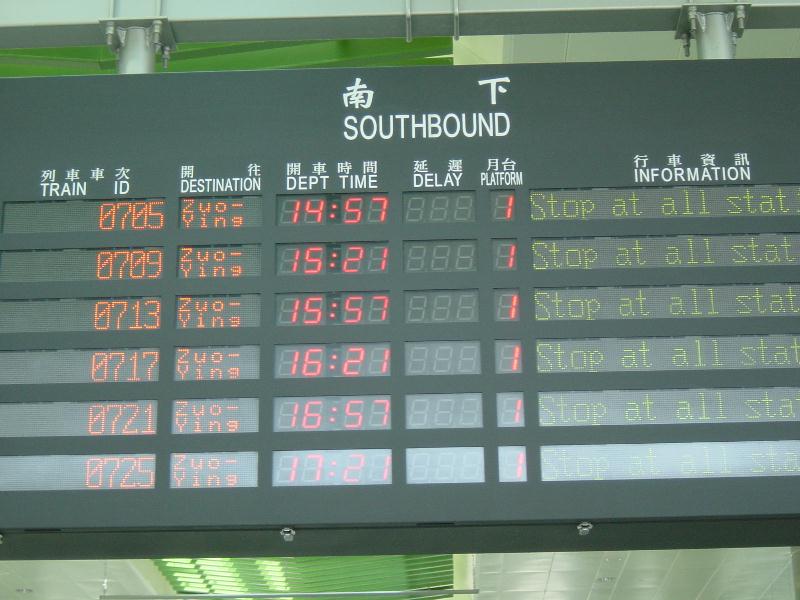 南 下
SOUTHBOUND
列車車次 開往 開車時間 延遲 月台 行車資訊
TRAIN ID DESTINATION DEPT TIME DELAY PLATFORM INFORMATION
0705 Zuo-Ying 14:57 1 Stop at all stat
0709 Zuo-Ying 15:21 1 Stop at all stat
0713 Zuo-Ying 15:57 1 Stop at all stat
0717 Zuo-Ying 16:21 1 Stop at all stat
0721 Zuo-Ying 16:57 1 Stop at all sta
0725 Zuo-Ying 17:21 1 Stop at all sta